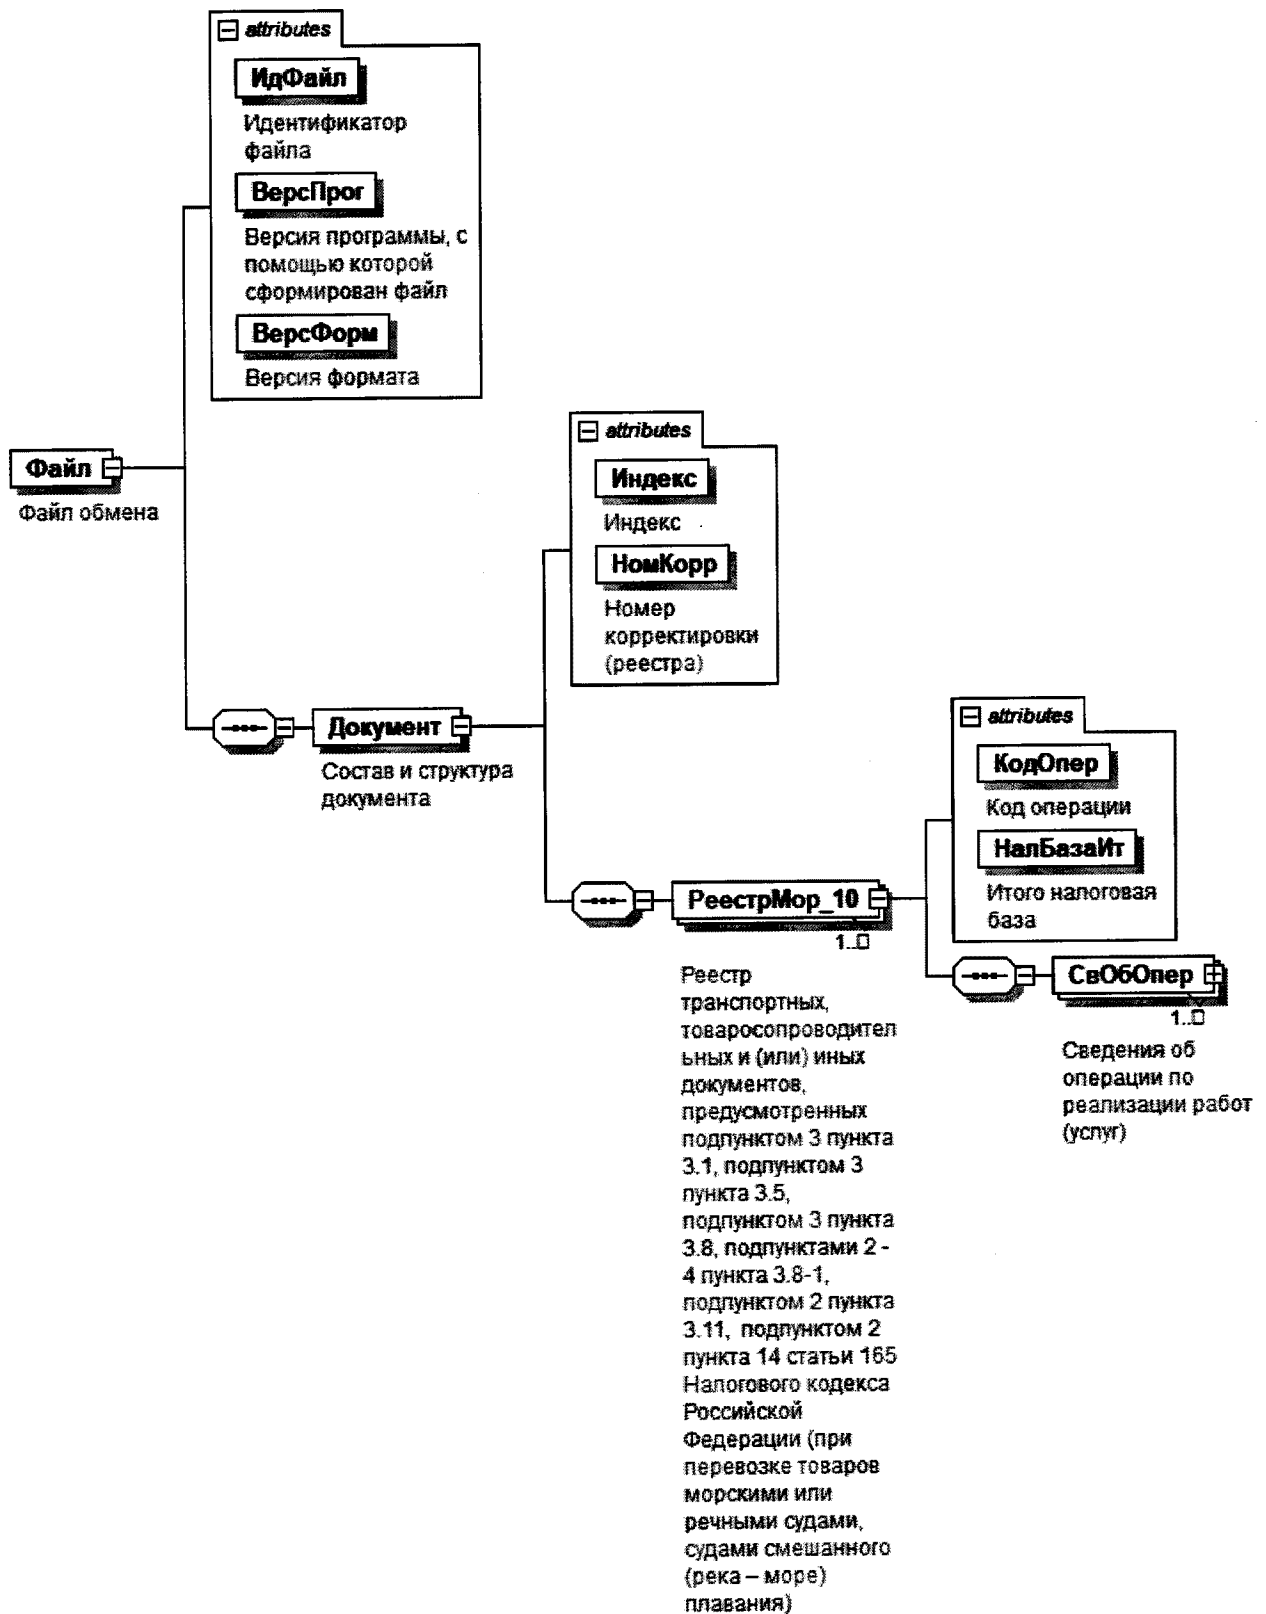 attributes
ИдФайл
Идентификатор
файла
ВерсПрог
Версия программы, с
помощью которой
сформирован файл
ВерсФорм
Версия формата
Файл
Файл обмена
attributes
Индекс
Индекс
НомКорр
Номер
корректировки
(реестра)
Документ
Состав и структура
документа
attributes
КодОпер
Код операции
НалБазаИт
Итого налоговая
база
РеестрМор_10
1..□
Реестр
транспортных,
товаросопроводител
ьных и (или) иных
документов,
предусмотренных
подпунктом 3 пункта
3.1, подпунктом 3
пункта 3.5,
подпунктом 3 пункта
3.8, подпунктами 2 -
4 пункта 3.8-1,
подпунктом 2 пункта
3.11, подпунктом 2
пункта 14 статьи 165
Налогового кодекса
Российской
Федерации (при
перевозке товаров
морскими или
речными судами,
судами смешанного
(река – море)
плавания)
СвОбОпер
1..□
Сведения об
операции по
реализации работ
(услуг)